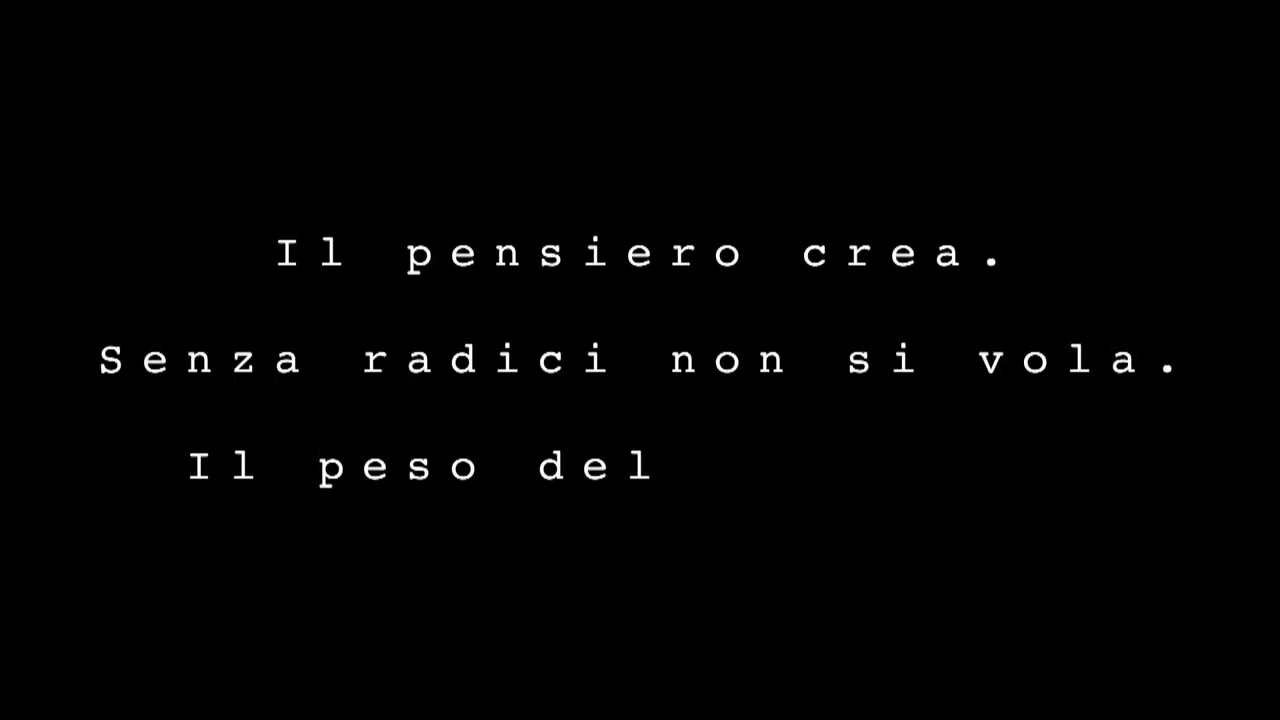 Il pensiero crea.
Senza radici non si vola.
Il peso del